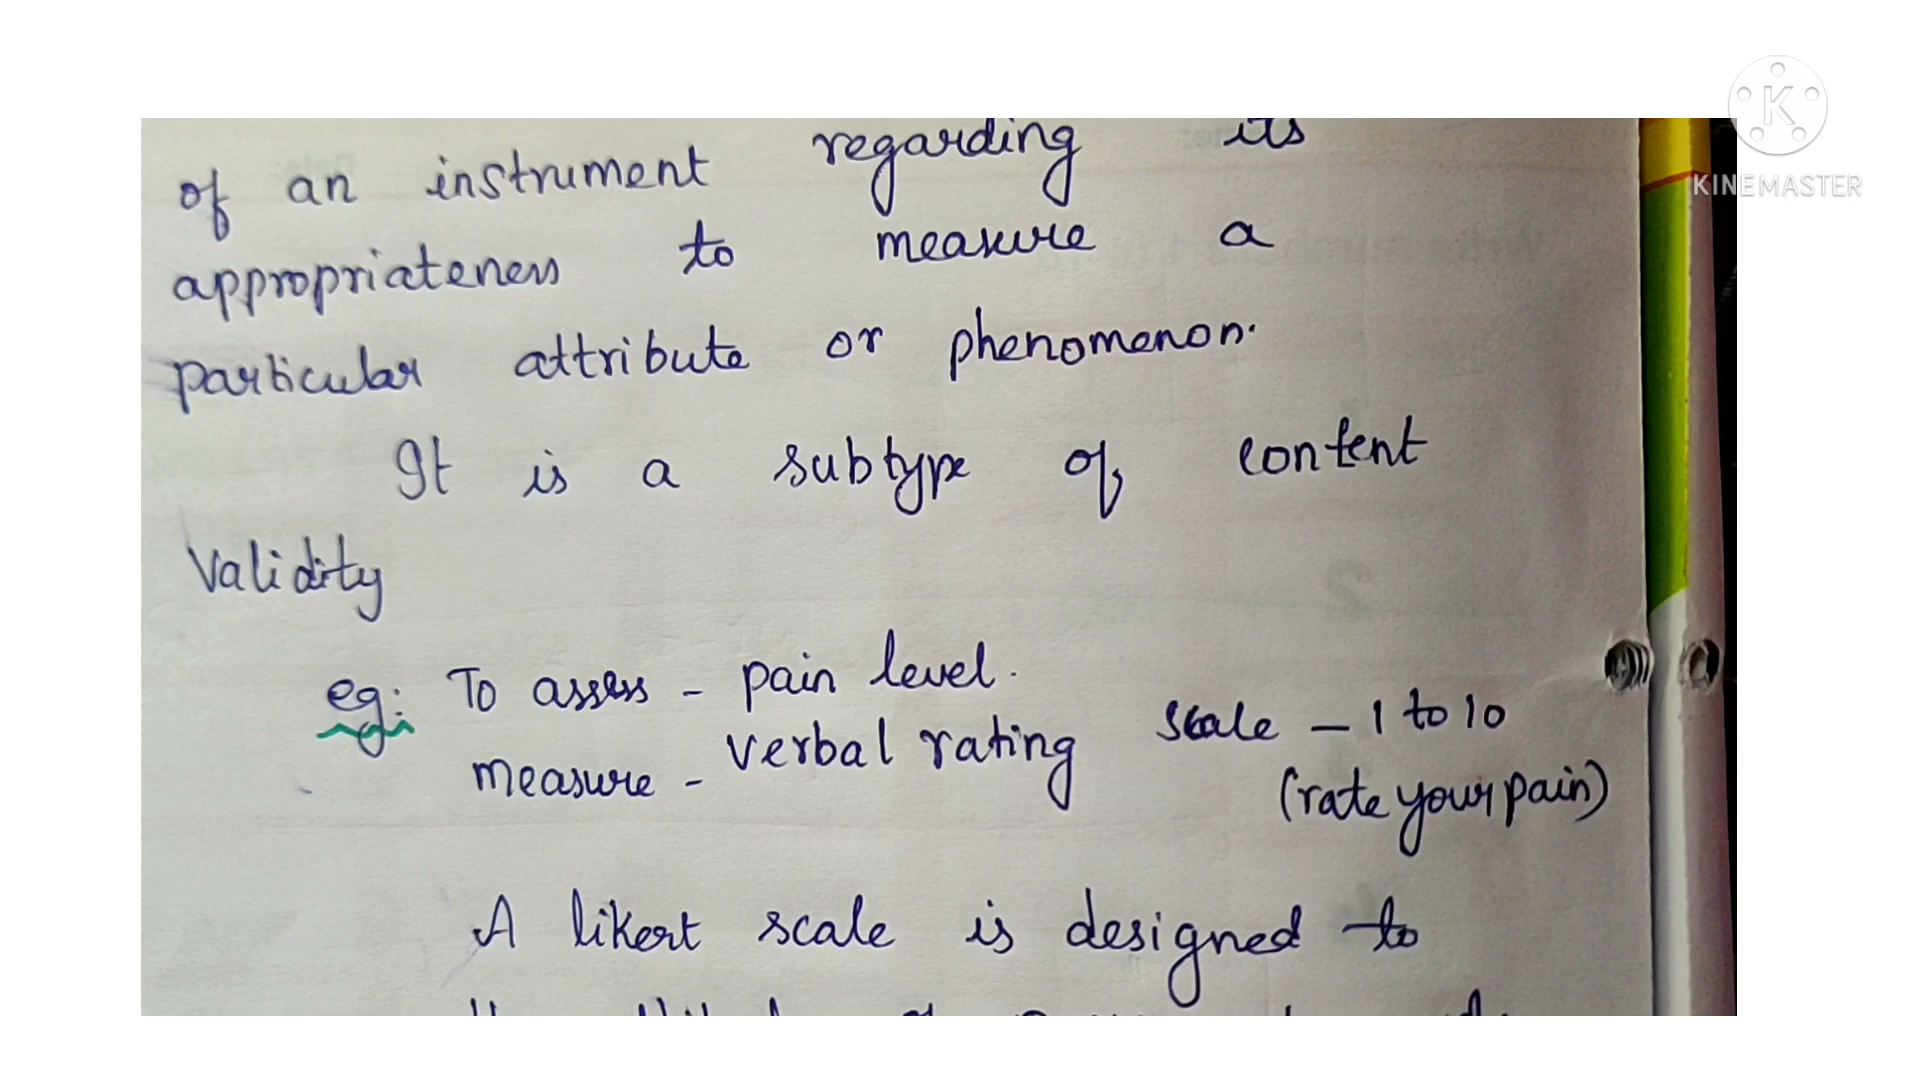 of an instrument regarding its
appropriateness to measure a
particular attribute or phenomenon.
It is a subtype of content
Validity
eg: To assess - pain level.
measure - verbal rating scale - 1 to 10
(rate your pain)
A likert scale is designed to
KINEMASTER